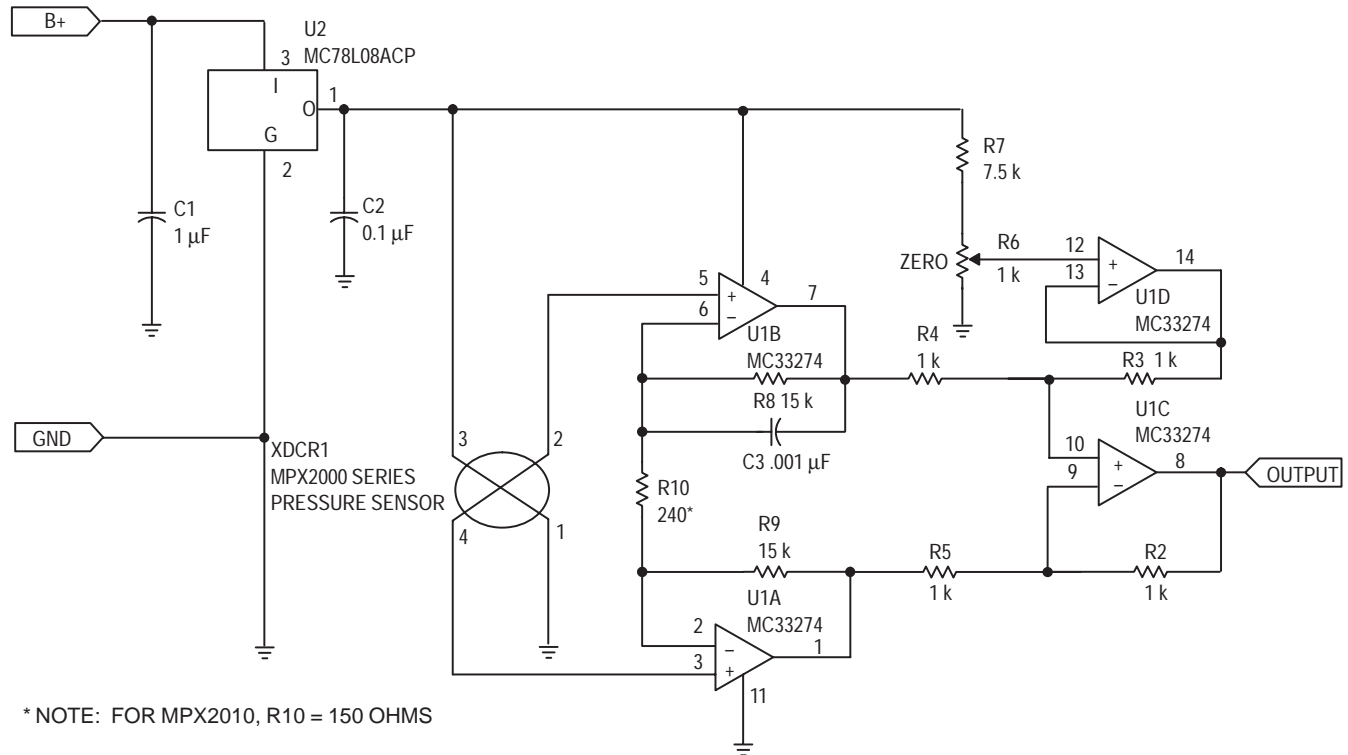 B+
U2
MC78L08ACP
3
I
O
1
G
2
C1
1 µF
C2
0.1 µF
R7
7.5 k
ZERO
R6
1 k
12
+
13
−
14
U1D
MC33274
5
+
4
6
−
7
U1B
MC33274
R4
1 k
R3 1 k
R8 15 k
C3 .001 µF
U1C
MC33274
10
+
9
−
8
OUTPUT
GND
XDCR1
MPX2000 SERIES
PRESSURE SENSOR
3
2
4
1
R10
240*
R9
15 k
R5
1 k
R2
1 k
U1A
MC33274
2
−
3
+
1
11
* NOTE: FOR MPX2010, R10 = 150 OHMS